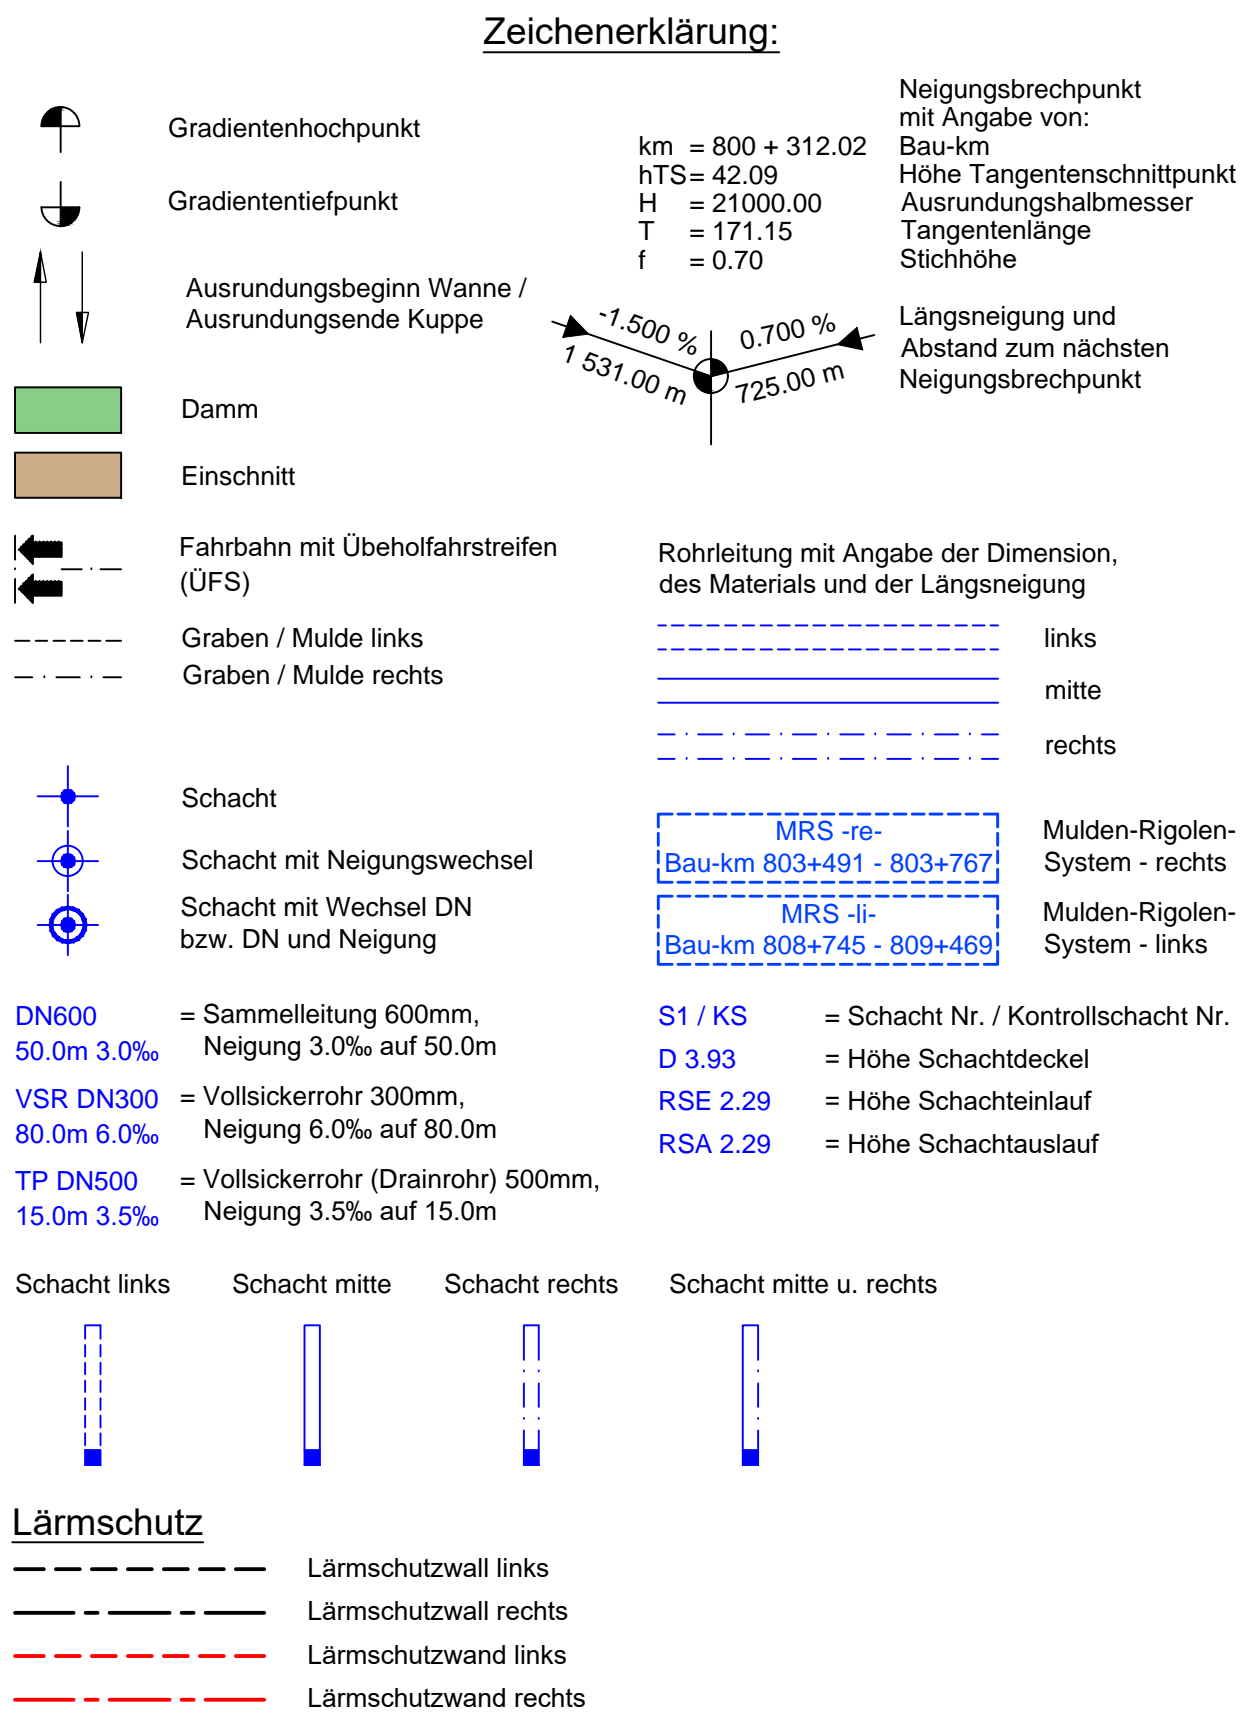 Zeichenerklärung:
Gradientenhochpunkt
Gradiententiefpunkt
Ausrundungsbeginn Wanne /
Ausrundungsende Kuppe
Damm
Einschnitt
Fahrbahn mit Übeholfahrstreifen
(ÜFS)
Graben / Mulde links
Graben / Mulde rechts
Neigungsbrechpunkt
mit Angabe von:
km = 800 + 312.02 Bau-km
hTS= 42.09 Höhe Tangentenschnittpunkt
H = 21000.00 Ausrundungshalbmesser
T = 171.15 Tangentenlänge
f = 0.70 Stichhöhe
-1.500 %
1 531.00 m
0.700 %
725.00 m
Längsneigung und
Abstand zum nächsten
Neigungsbrechpunkt
Rohrleitung mit Angabe der Dimension,
des Materials und der Längsneigung
links
mitte
rechts
Schacht
Schacht mit Neigungswechsel
Schacht mit Wechsel DN
bzw. DN und Neigung
MRS -re-
Bau-km 803+491 - 803+767
Mulden-Rigolen-
System - rechts
MRS -li-
Bau-km 808+745 - 809+469
Mulden-Rigolen-
System - links
DN600 = Sammelleitung 600mm,
50.0m 3.0‰ Neigung 3.0‰ auf 50.0m
VSR DN300 = Vollsickerrohr 300mm,
80.0m 6.0‰ Neigung 6.0‰ auf 80.0m
TP DN500 = Vollsickerrohr (Drainrohr) 500mm,
15.0m 3.5‰ Neigung 3.5‰ auf 15.0m
S1 / KS = Schacht Nr. / Kontrollschacht Nr.
D 3.93 = Höhe Schachtdeckel
RSE 2.29 = Höhe Schachteinlauf
RSA 2.29 = Höhe Schachtauslauf
Schacht links Schacht mitte Schacht rechts Schacht mitte u. rechts
Lärmschutz
Lärmschutzwall links
Lärmschutzwall rechts
Lärmschutzwand links
Lärmschutzwand rechts